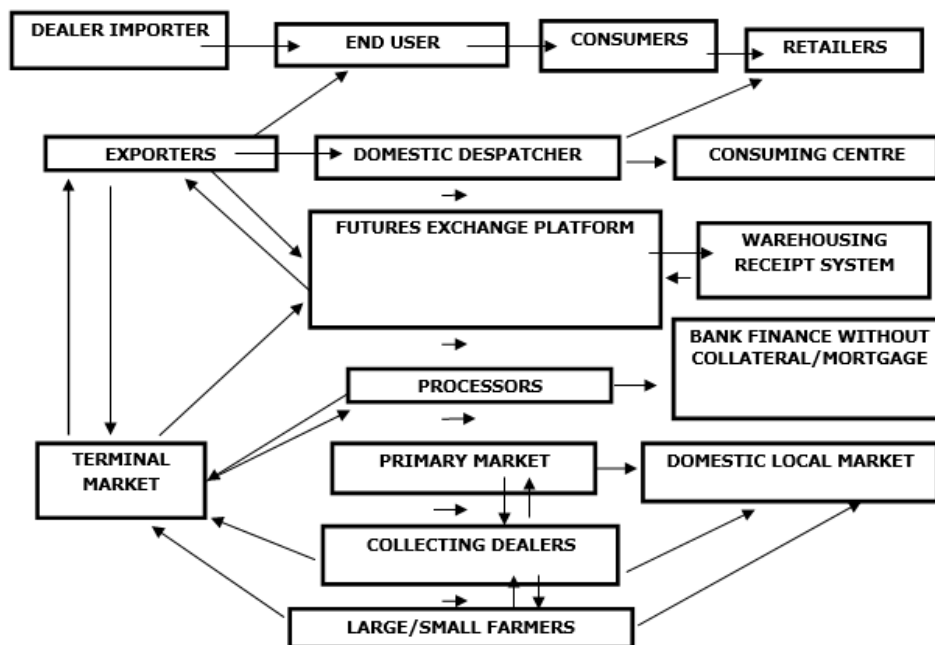 DEALER IMPORTER
END USER
CONSUMERS
RETAILERS
EXPORTERS
DOMESTIC DESPATCHER
CONSUMING CENTRE
FUTURES EXCHANGE PLATFORM
WAREHOUSING
RECEIPT SYSTEM
BANK FINANCE WITHOUT
COLLATERAL/MORTGAGE
PROCESSORS
TERMINAL
MARKET
PRIMARY MARKET
DOMESTIC LOCAL MARKET
COLLECTING DEALERS
LARGE/SMALL FARMERS